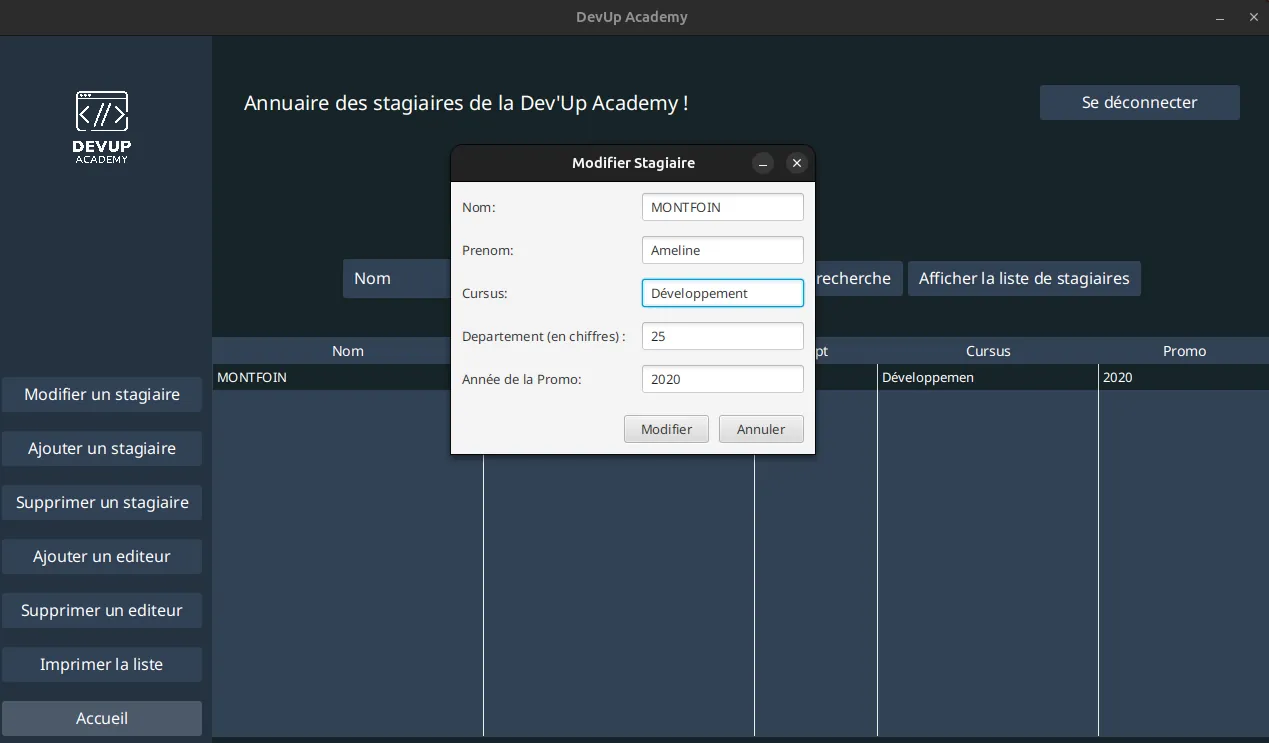 DevUp Academy
</>
DEVUP
ACADEMY
Annuaire des stagiaires de la Dev'Up Academy !
Se déconnecter
Nom
recherche
Afficher la liste de stagiaires
Modifier Stagiaire
Nom:
MONTFOIN
Prenom:
Ameline
Cursus:
Développement
Departement (en chiffres) :
25
Année de la Promo:
2020
Modifier
Annuler
Nom
pt
Cursus
Promo
MONTFOIN
Développemen
2020
Modifier un stagiaire
Ajouter un stagiaire
Supprimer un stagiaire
Ajouter un editeur
Supprimer un editeur
Imprimer la liste
Accueil